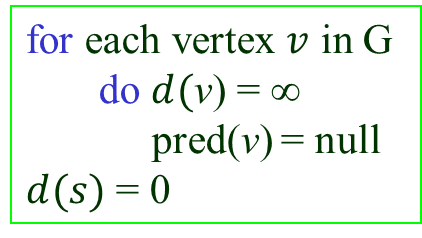 for each vertex v in G
do d(v) = ∞
pred(v) = null
d(s) = 0